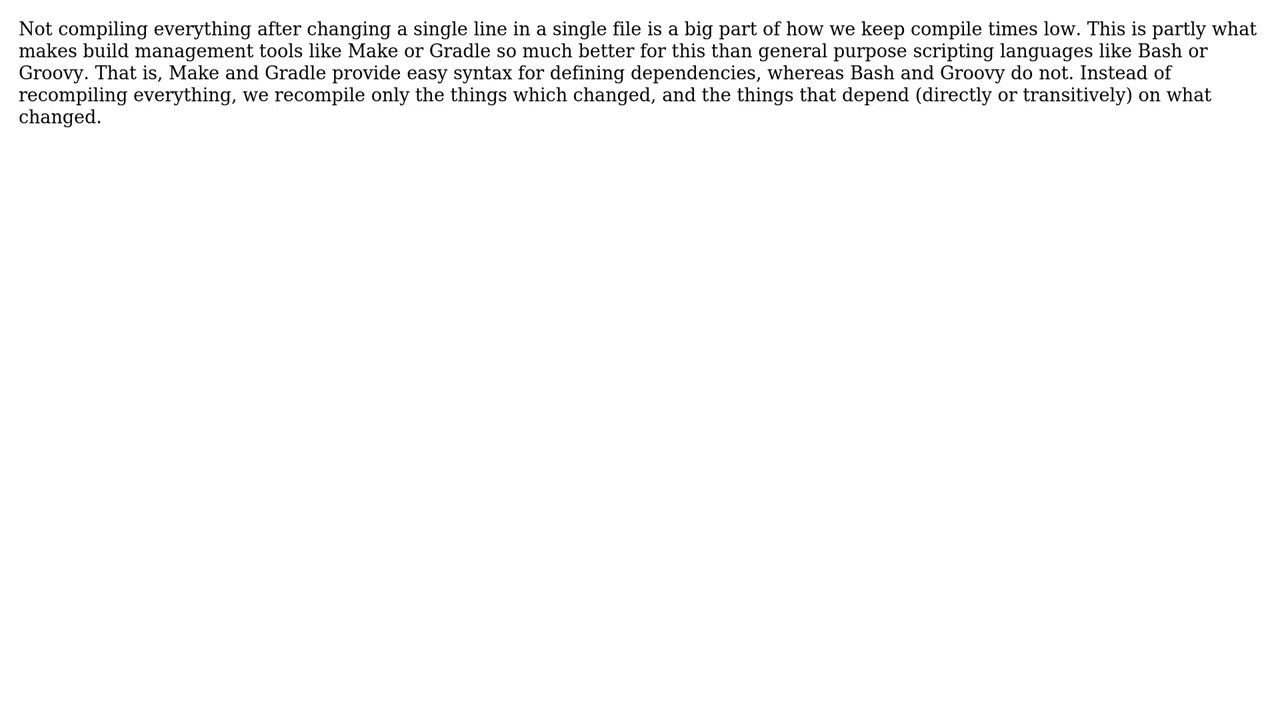 Not compiling everything after changing a single line in a single file is a big part of how we keep compile times low. This is partly what
makes build management tools like Make or Gradle so much better for this than general purpose scripting languages like Bash or
Groovy. That is, Make and Gradle provide easy syntax for defining dependencies, whereas Bash and Groovy do not. Instead of
recompiling everything, we recompile only the things which changed, and the things that depend (directly or transitively) on what
changed.